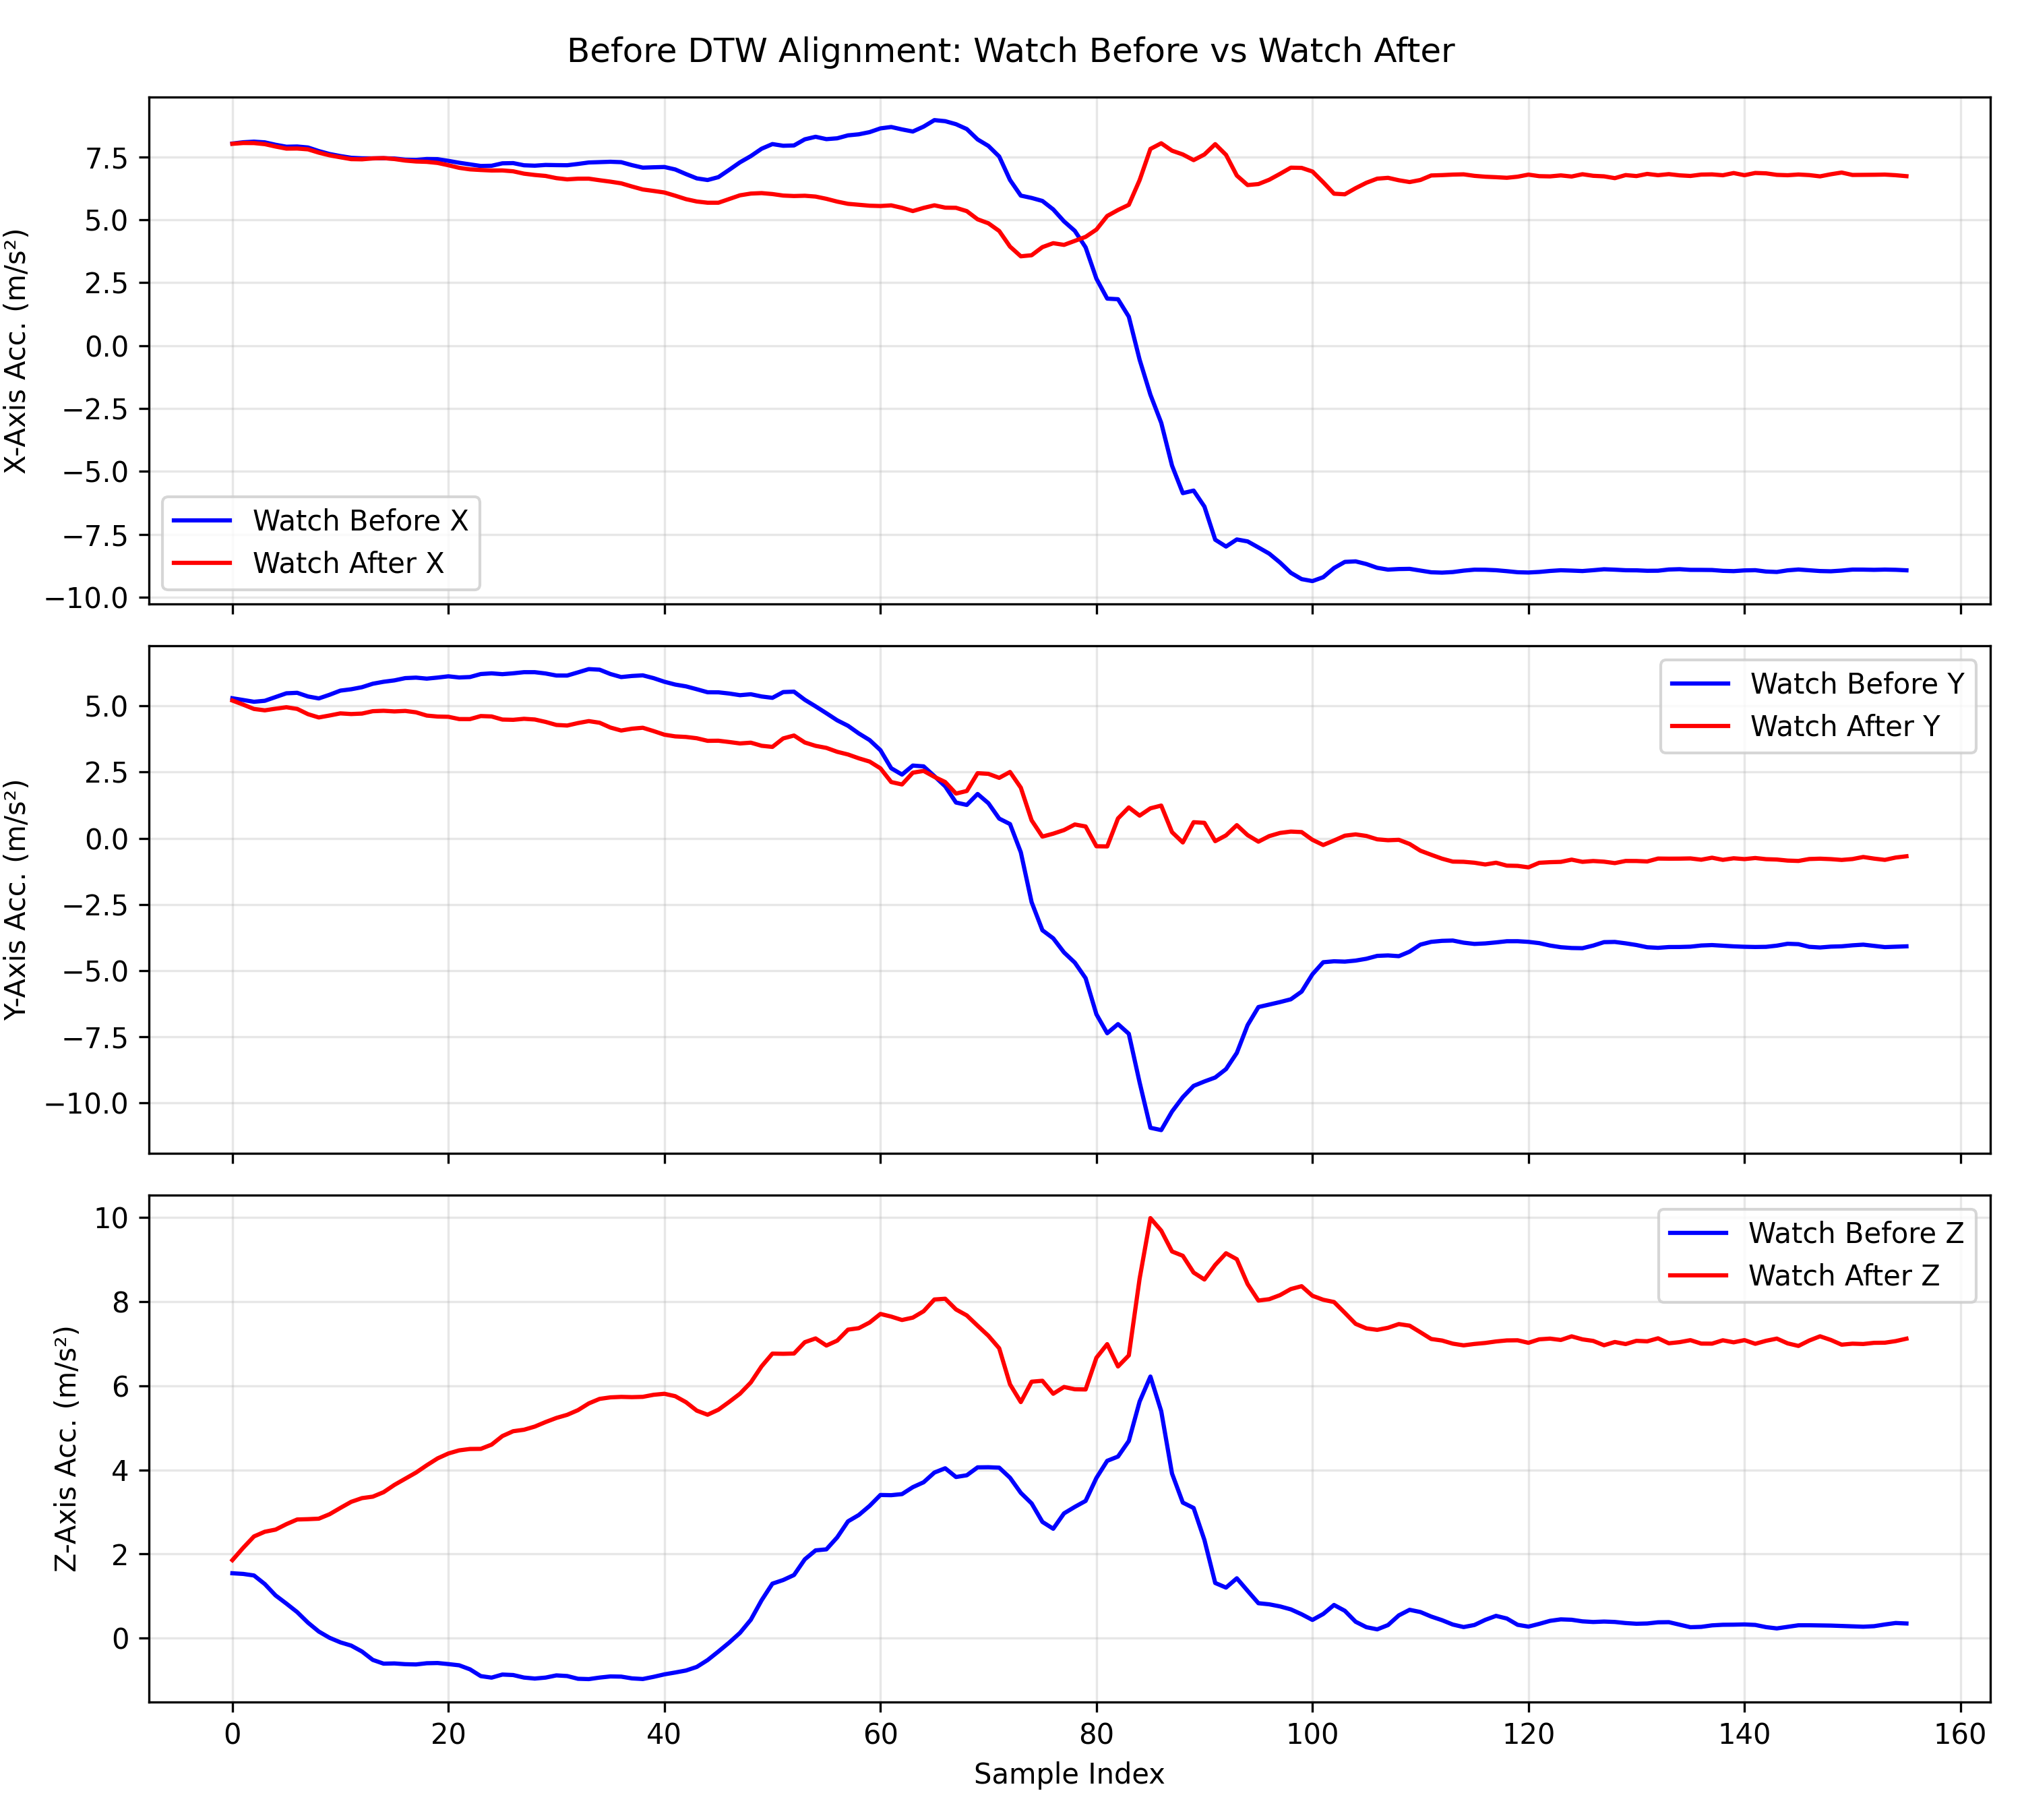 Before DTW Alignment: Watch Before vs Watch After
X-Axis Acc. (m/s²)
7.5
5.0
2.5
0.0
−2.5
−5.0
−7.5
−10.0
Watch Before X
Watch After X
Y-Axis Acc. (m/s²)
5.0
2.5
0.0
−2.5
−5.0
−7.5
−10.0
Watch Before Y
Watch After Y
Z-Axis Acc. (m/s²)
10
8
6
4
2
0
Watch Before Z
Watch After Z
0 20 40 60 80 100 120 140 160
Sample Index